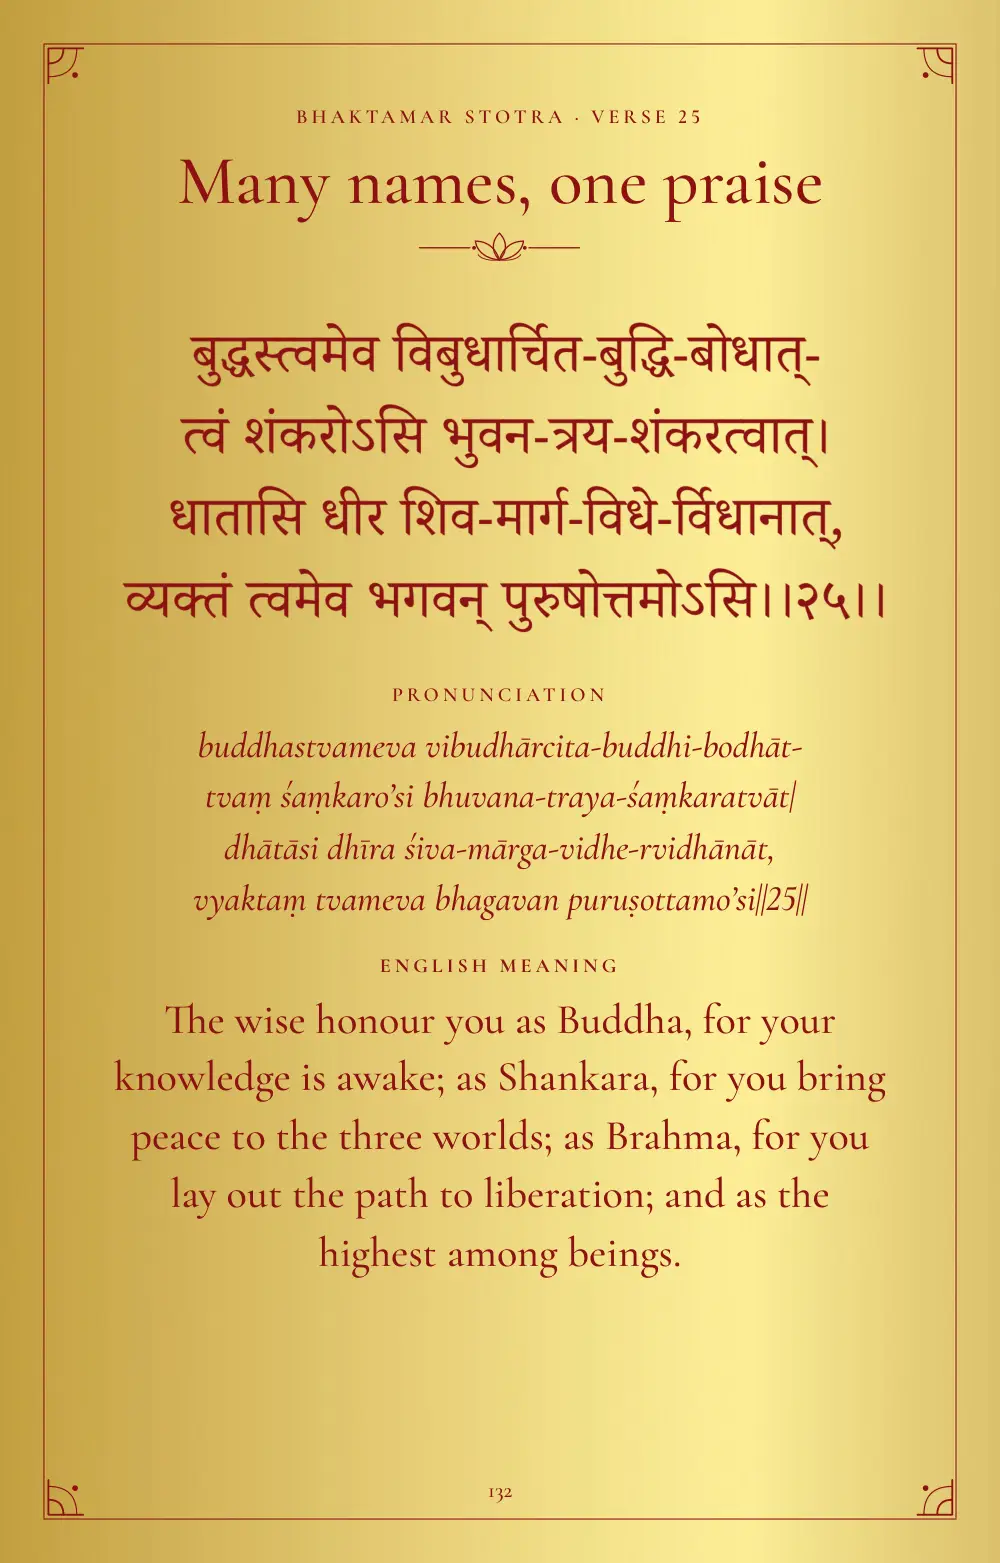 BHAKTAMAR STOTRA · VERSE 25
Many names, one praise
बुद्धस्त्वमेव विबुधार्चित-बुद्धि-बोधात्-
त्वं शंकरोऽसि भुवन-त्रय-शंकरत्वात्।
धातासि धीर शिव-मार्ग-विधे-र्विधानात्,
व्यक्तं त्वमेव भगवन् पुरुषोत्तमोऽसि।।२५।।
PRONUNCIATION
buddhastvameva vibudhārcita-buddhi-bodhāt-
tvaṃ śaṃkaro’si bhuvana-traya-śaṃkaratvāt|
dhātāsi dhīra śiva-mārga-vidhe-rvidhānāt,
vyaktaṃ tvameva bhagavan puruṣottamo’si||25||
ENGLISH MEANING
The wise honour you as Buddha, for your
knowledge is awake; as Shankara, for you bring
peace to the three worlds; as Brahma, for you
lay out the path to liberation; and as the
highest among beings.
132